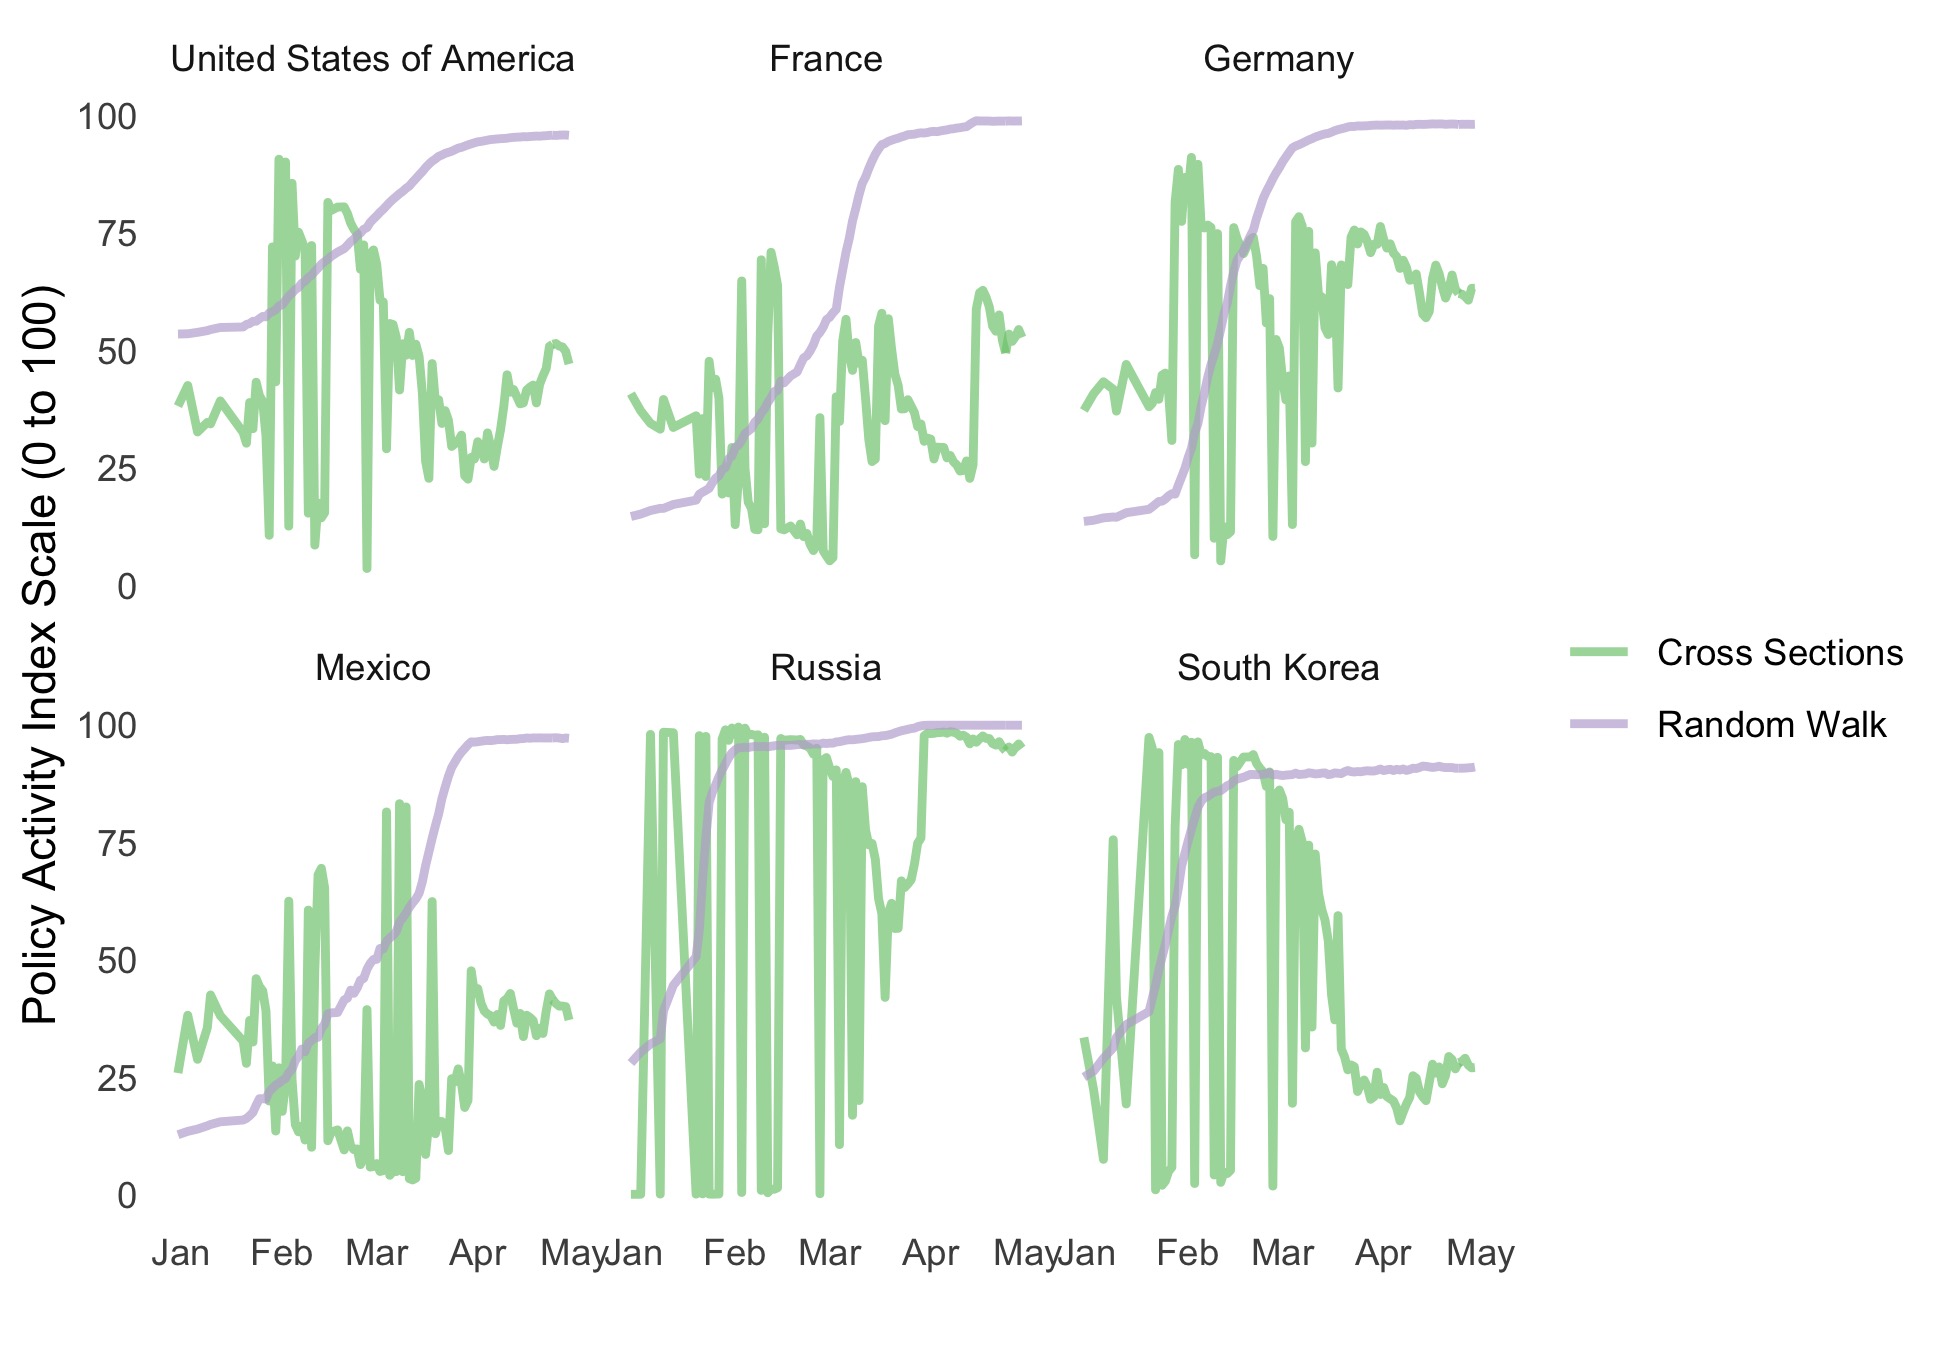 United States of America
France
Germany
Policy Activity Index Scale (0 to 100)
100
75
50
25
0
Mexico
Russia
South Korea
100
75
50
25
0
Jan Feb Mar Apr May
Jan Feb Mar Apr May
Jan Feb Mar Apr May
Cross Sections
Random Walk